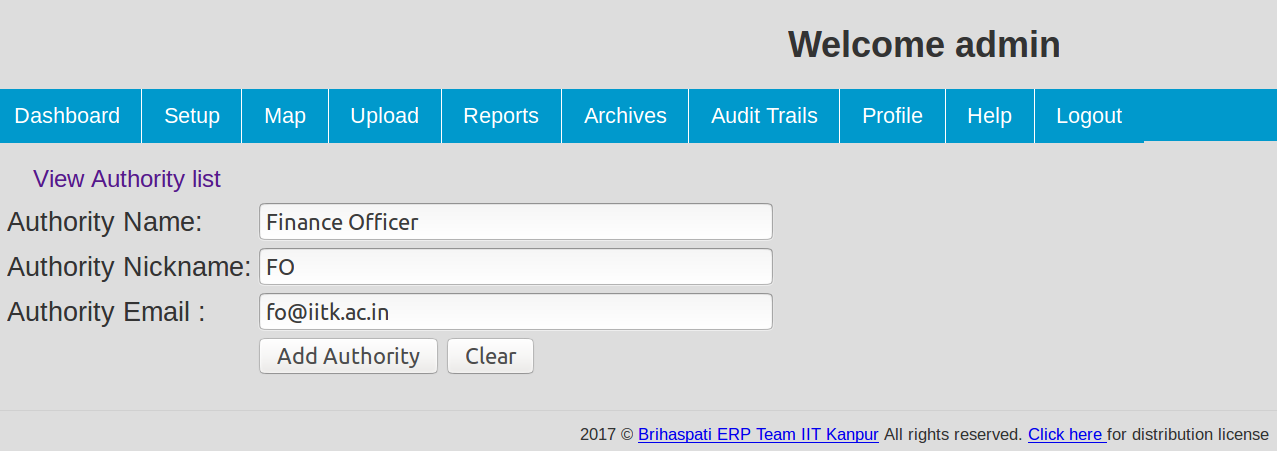 Welcome admin
Dashboard Setup Map Upload Reports Archives Audit Trails Profile Help Logout
View Authority list
Authority Name: Finance Officer
Authority Nickname: FO
Authority Email : fo@iitk.ac.in
Add Authority Clear
2017 © Brihaspati ERP Team IIT Kanpur All rights reserved. Click here for distribution license